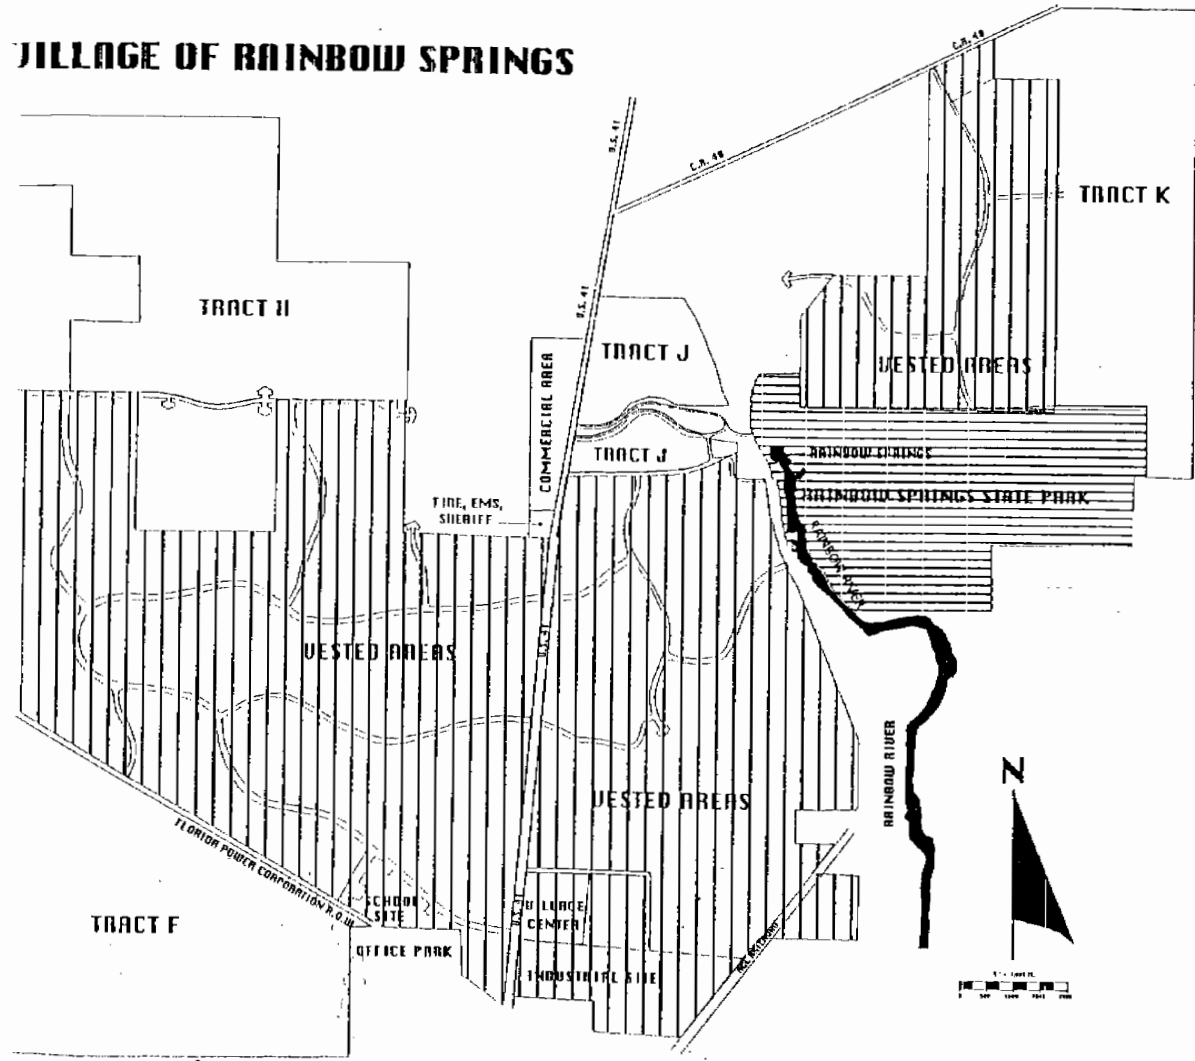 VILLAGE OF RAINBOW SPRINGS
C.R. 40
U.S. 41
C.R. 40
TRACT K
U.S. 41
TRACT H
TRACT J
COMMERCIAL AREA
VESTED AREAS
TRACT J
RAINBOW SPRINGS
RAINBOW SPRINGS STATE PARK
FIRE, EMS,
SHERIFF
RAINBOW RIVER
U.S. 41
VESTED AREAS
RAINBOW RIVER
N
VESTED AREAS
FLORIDA POWER CORPORATION R.O.W.
SCHOOL
SITE
U.S. 41
VILLAGE
CENTER
TRACT F
OFFICE PARK
INDUSTRIAL SITE